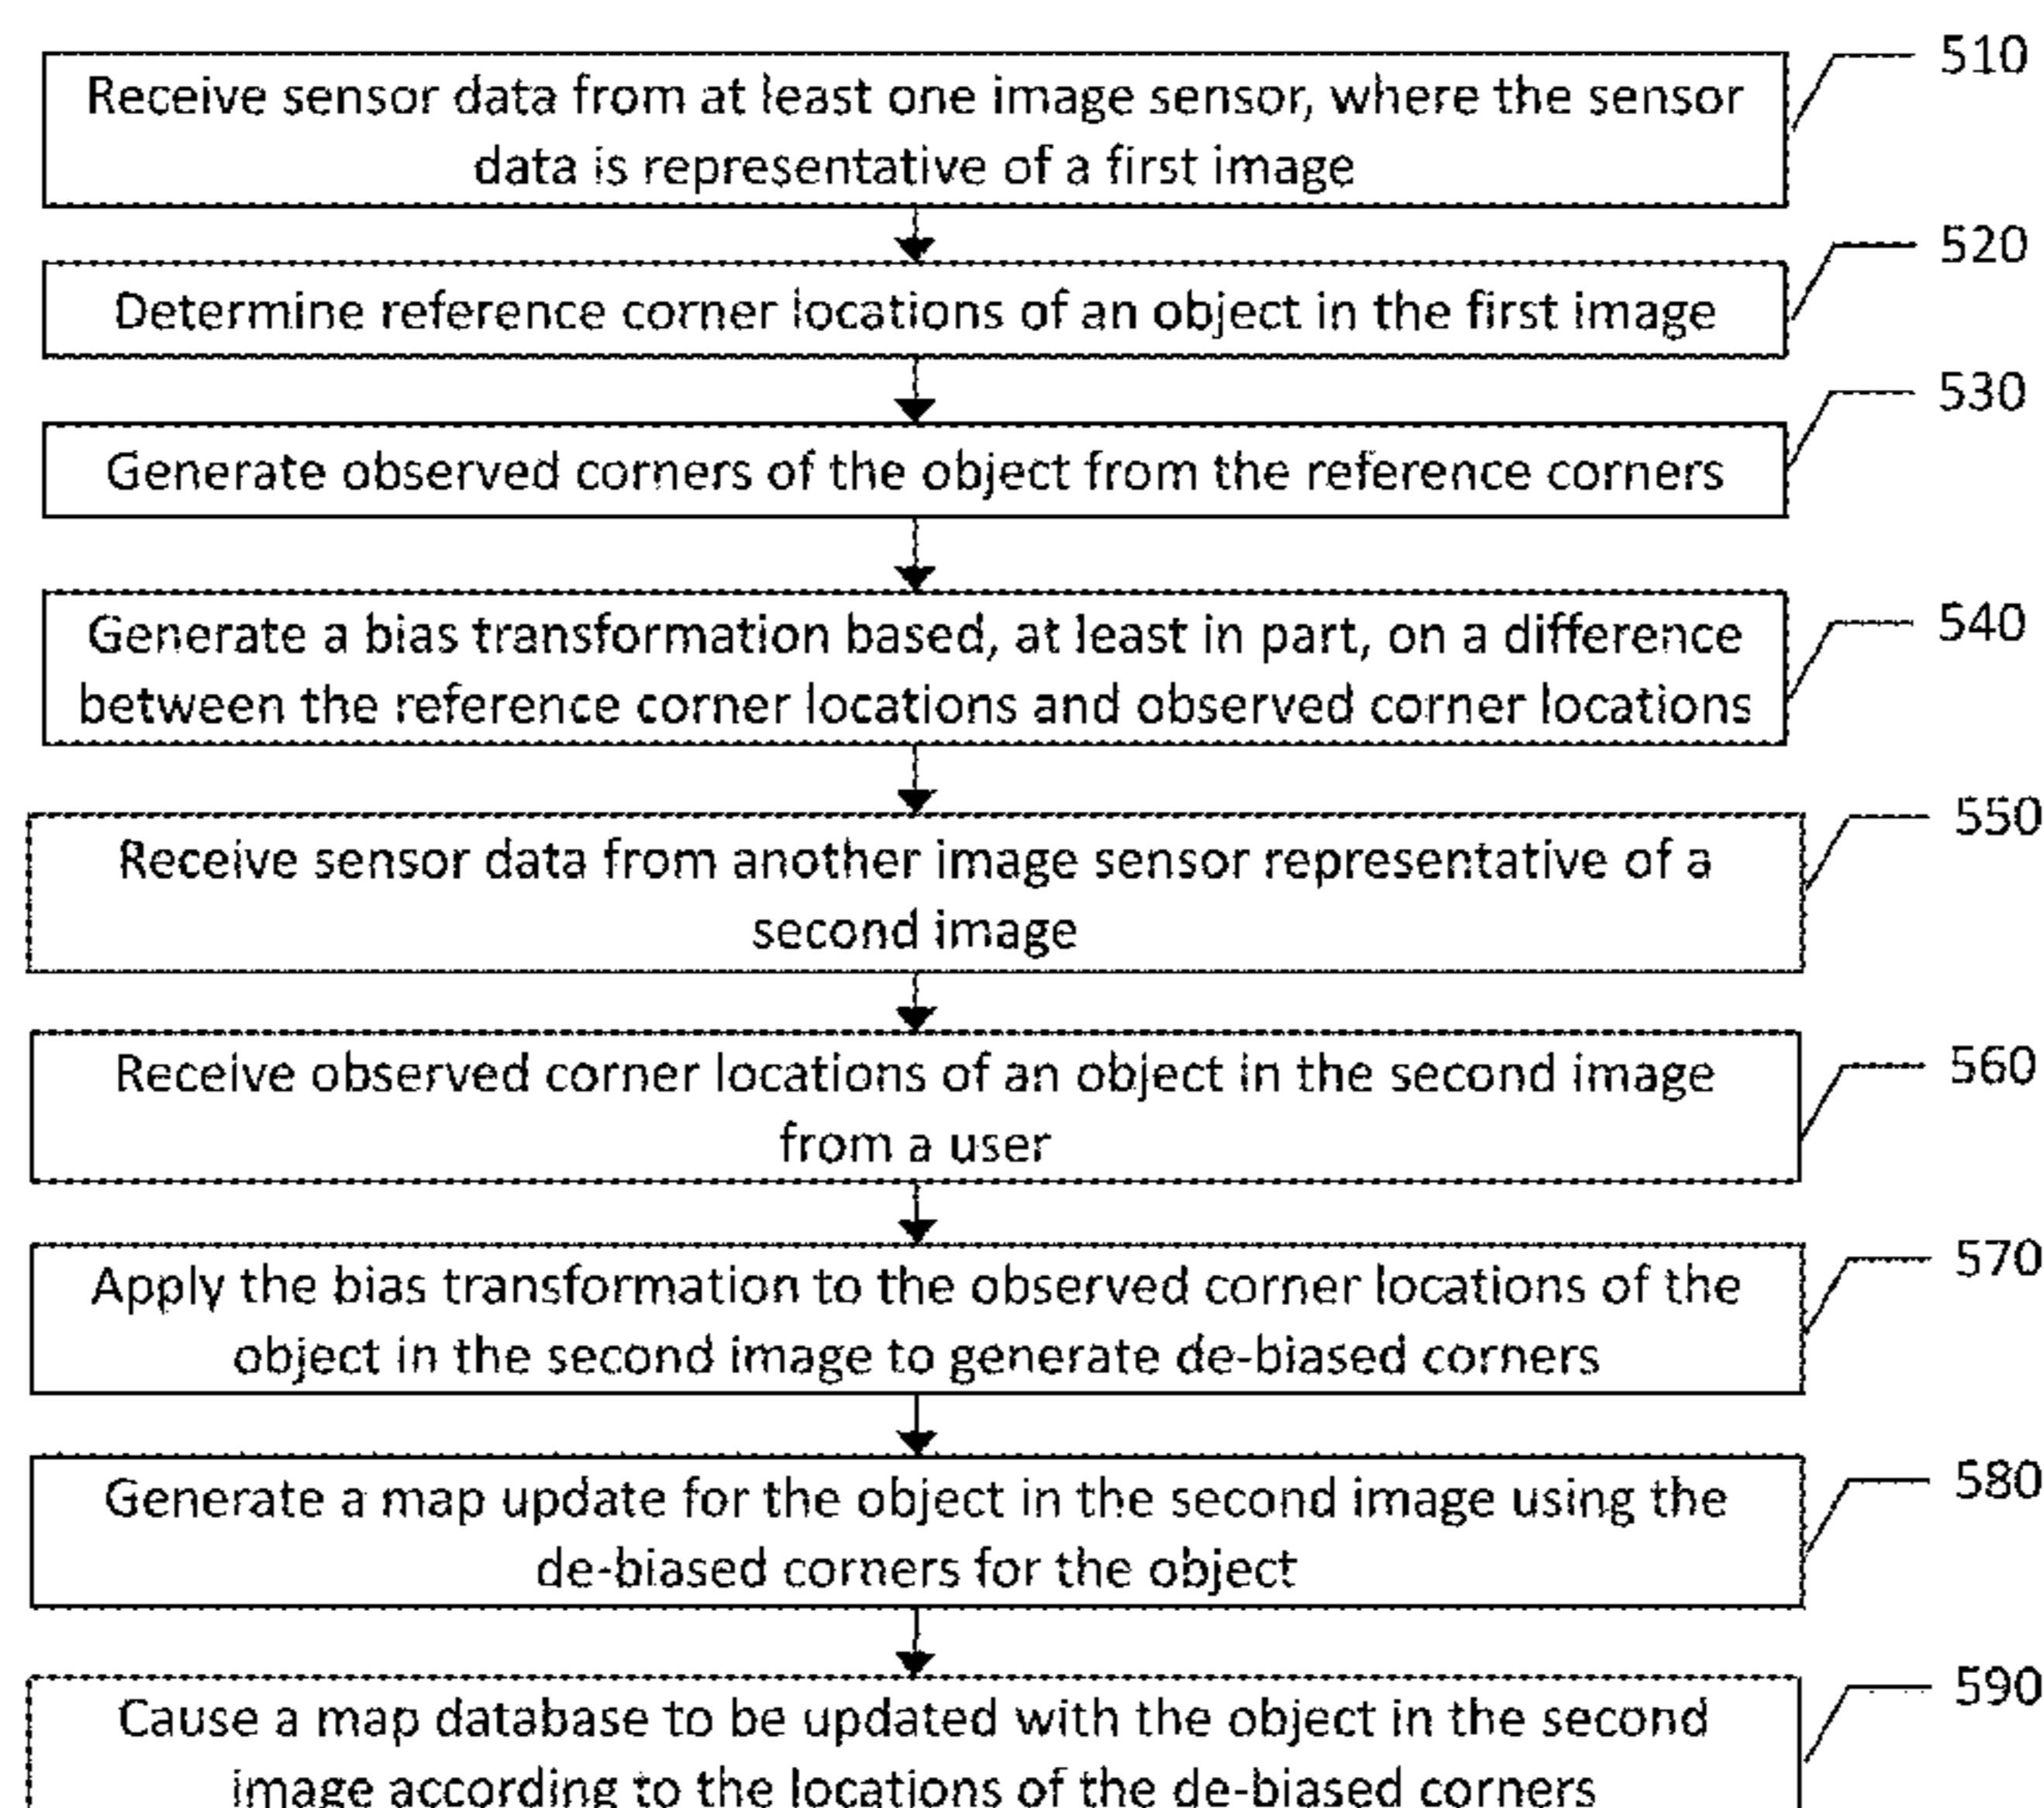 510
Receive sensor data from at least one image sensor, where the sensor
data is representative of a first image
520
Determine reference corner locations of an object in the first image
530
Generate observed corners of the object from the reference corners
540
Generate a bias transformation based, at least in part, on a difference
between the reference corner locations and observed corner locations
550
Receive sensor data from another image sensor representative of a
second image
560
Receive observed corner locations of an object in the second image
from a user
570
Apply the bias transformation to the observed corner locations of the
object in the second image to generate de-biased corners
580
Generate a map update for the object in the second image using the
de-biased corners for the object
590
Cause a map database to be updated with the object in the second
image according to the locations of the de-biased corners